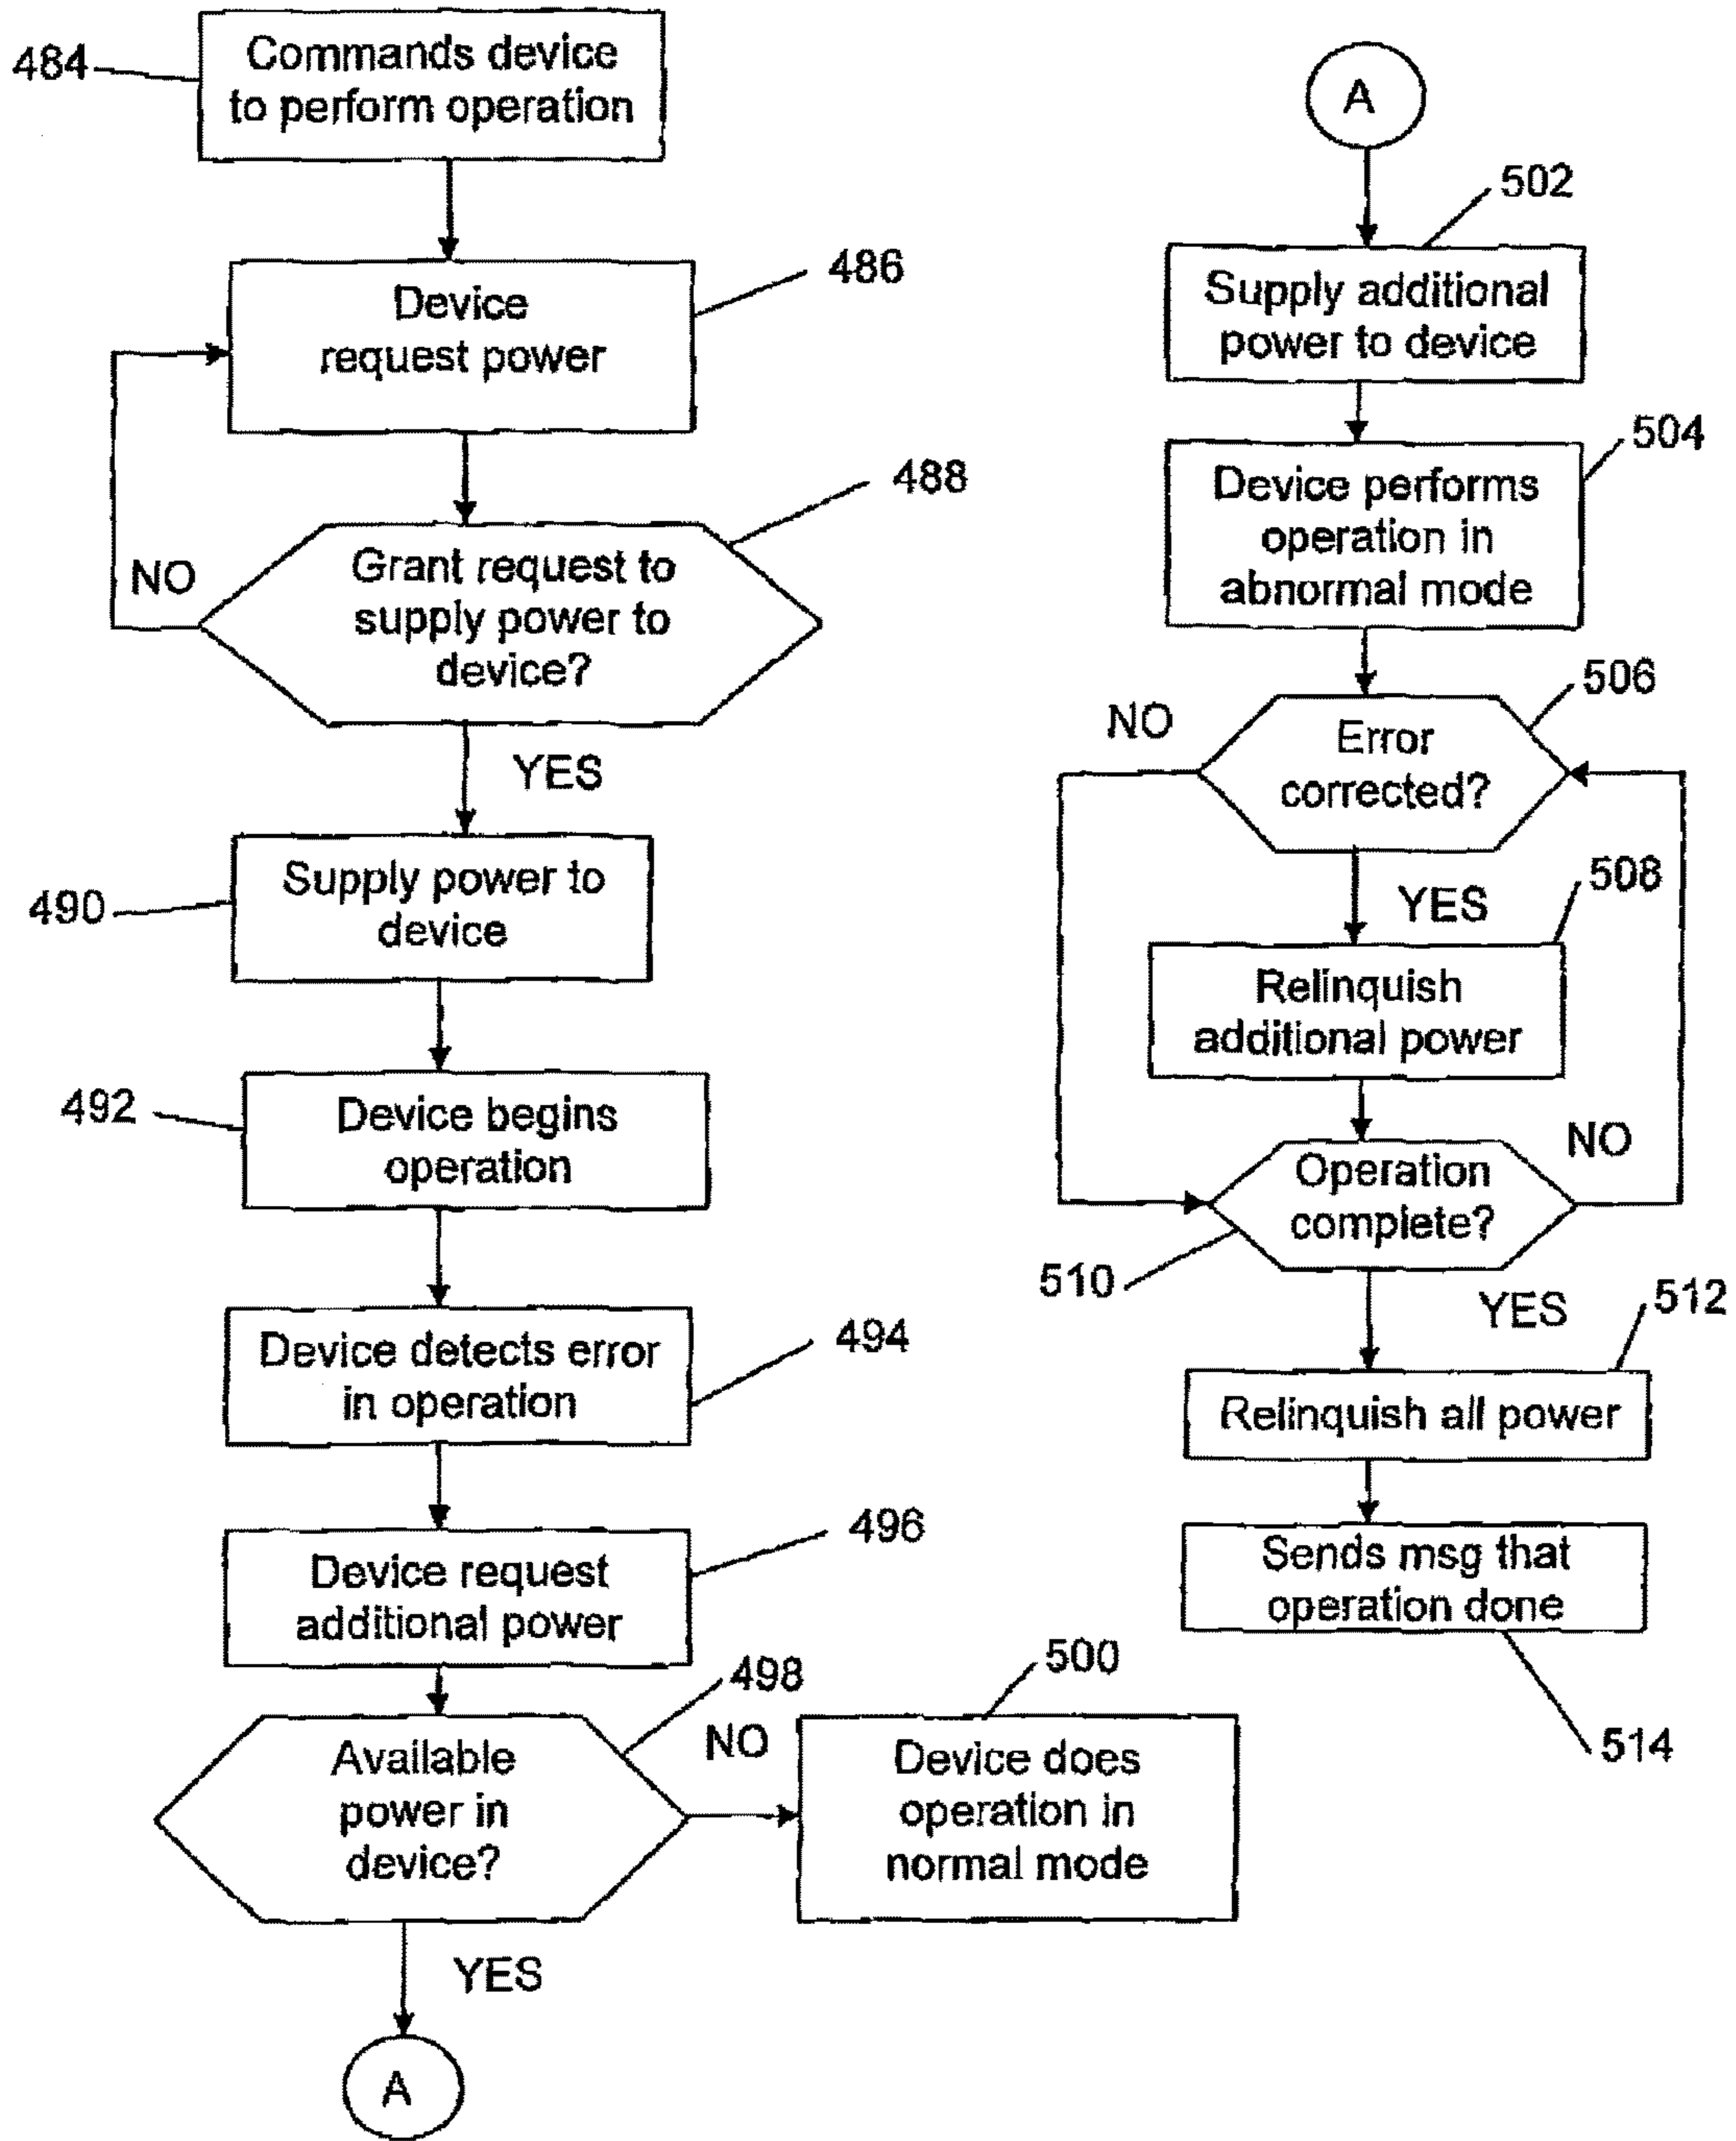 484
Commands device
to perform operation
Device
request power
486
488
Grant request to
supply power to
device?
NO
YES
Supply power to
device
490
492
Device begins
operation
Device detects error
in operation
494
Device request
additional power
496
498
Available
power in
device?
NO
500
Device does
operation in
normal mode
YES
A
A
502
Supply additional
power to device
504
Device performs
operation in
abnormal mode
506
NO
Error
corrected?
YES
508
Relinquish
additional power
NO
Operation
complete?
510
YES
512
Relinquish all power
Sends msg that
operation done
514